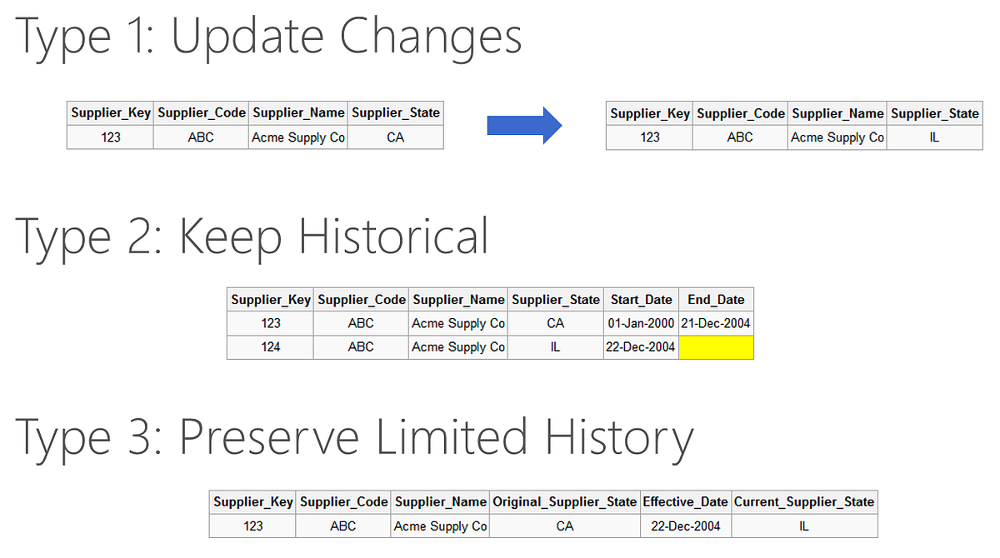 Type 1: Update Changes
Supplier_Key Supplier_Code Supplier_Name Supplier_State Supplier_Key Supplier_Code Supplier_Name Supplier_State
123 ABC Acme Supply Co CA 123 ABC Acme Supply Co IL
Type 2: Keep Historical
Supplier_Key Supplier_Code Supplier_Name Supplier_State Start_Date End_Date
123 ABC Acme Supply Co CA 01-Jan-2000 21-Dec-2004
124 ABC Acme Supply Co IL 22-Dec-2004
Type 3: Preserve Limited History
Supplier_Key Supplier_Code Supplier_Name Original_Supplier_State Effective_Date Current_Supplier_State
123 ABC Acme Supply Co CA 22-Dec-2004 IL